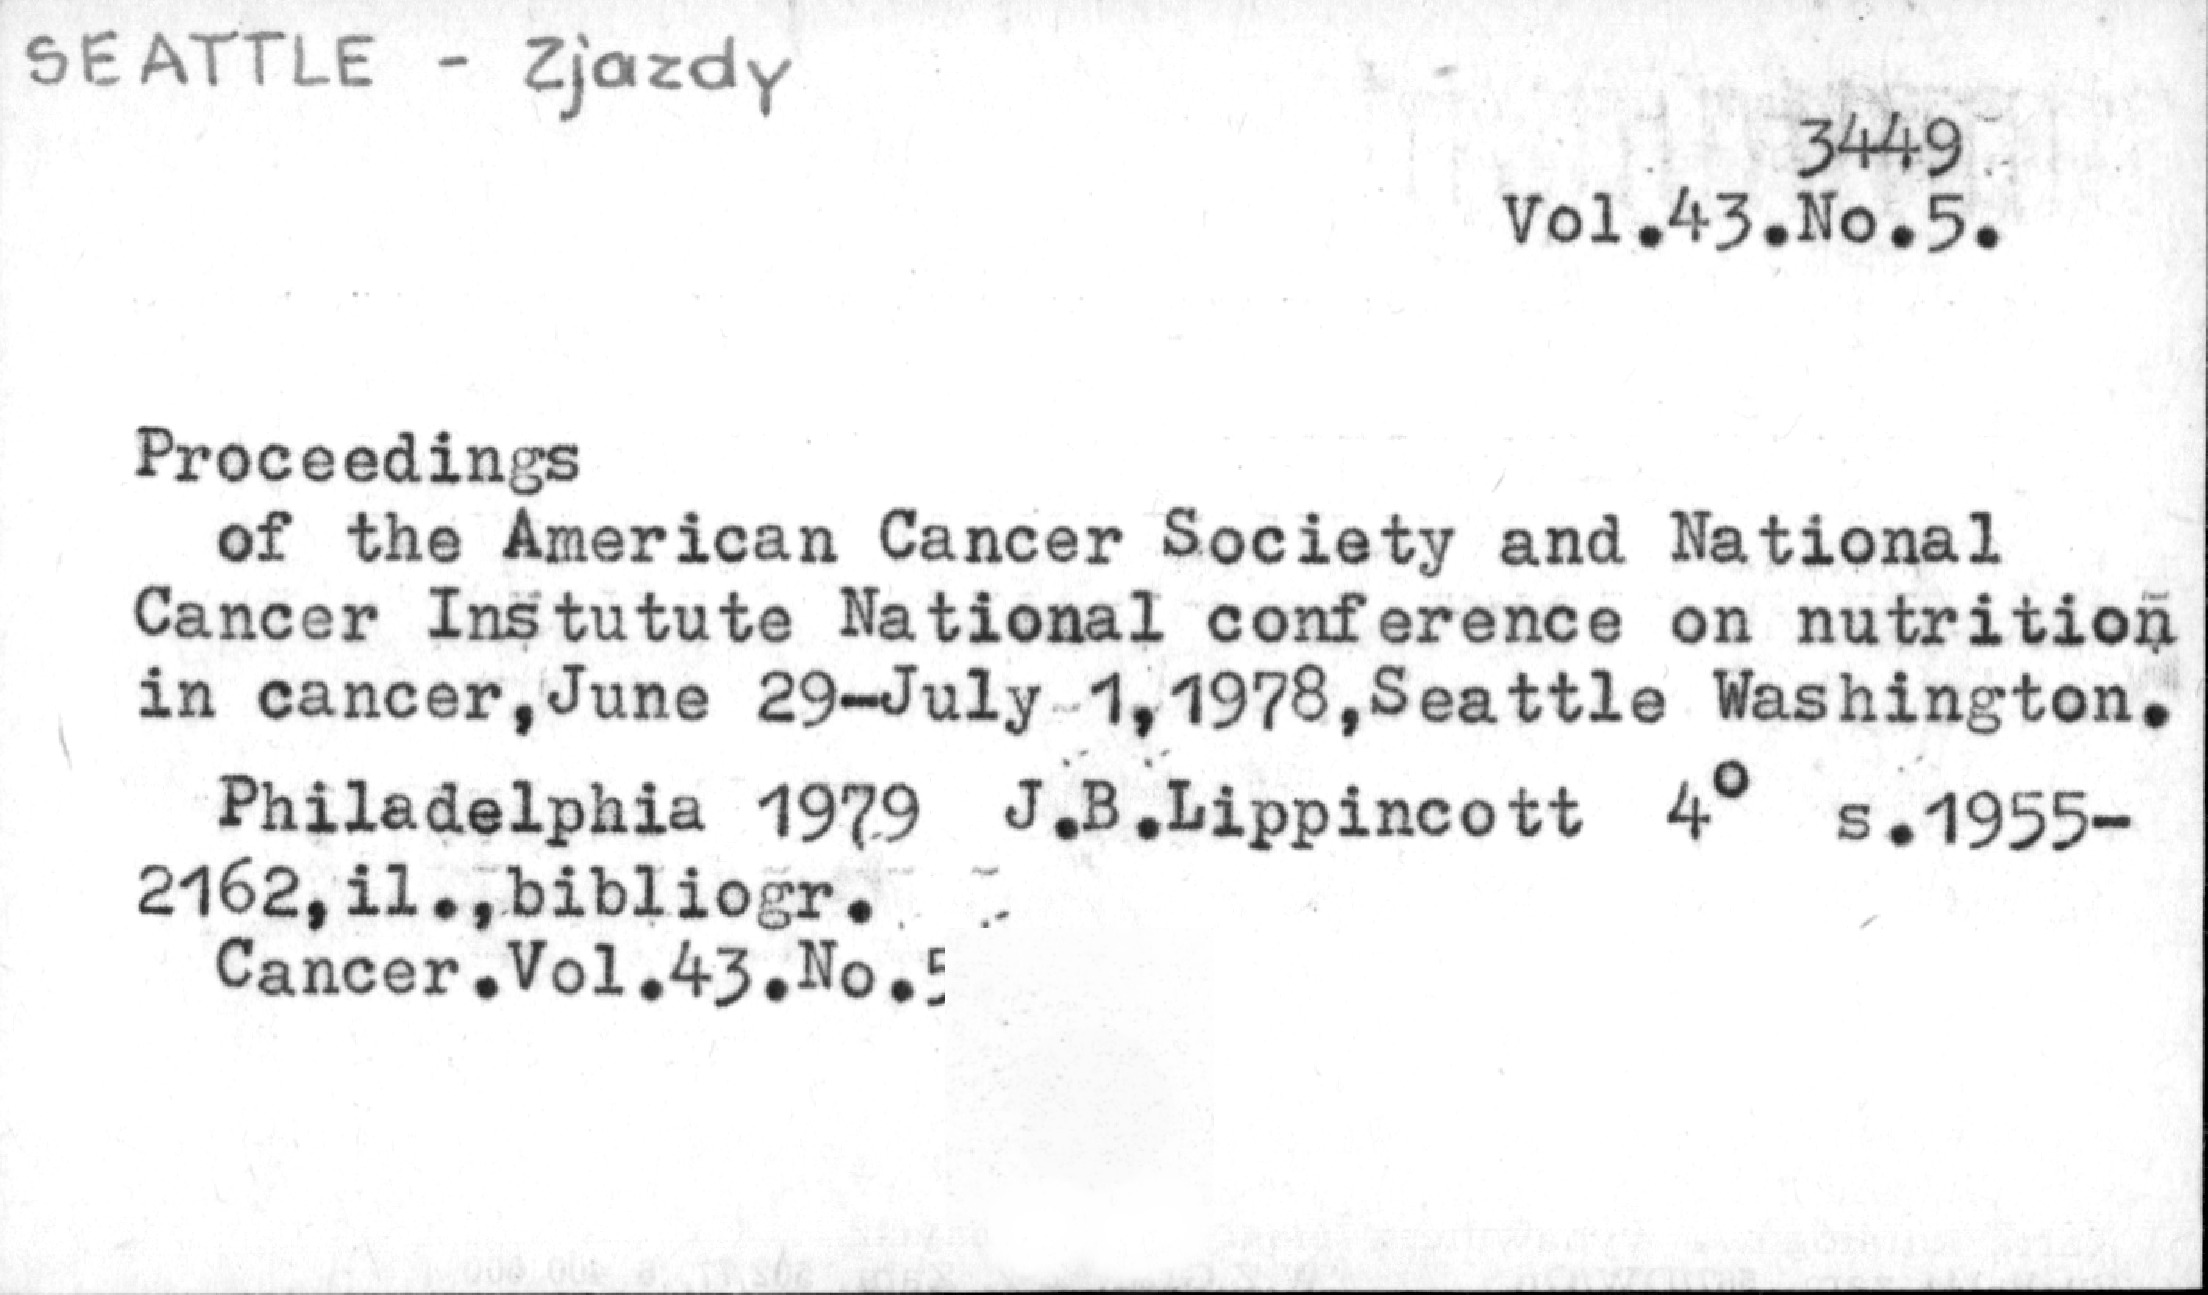 SEATTLE - Zjazdy
3449
Vol.43.No.5.
Proceedings
of the American Cancer Society and National
Cancer Instutute National conference on nutrition
in cancer,June 29-July 1,1978,Seattle Washington.
Philadelphia 1979 J.B.Lippincott 4° s.1955-
2162,il.,bibliogr.
Cancer.Vol.43.No.5